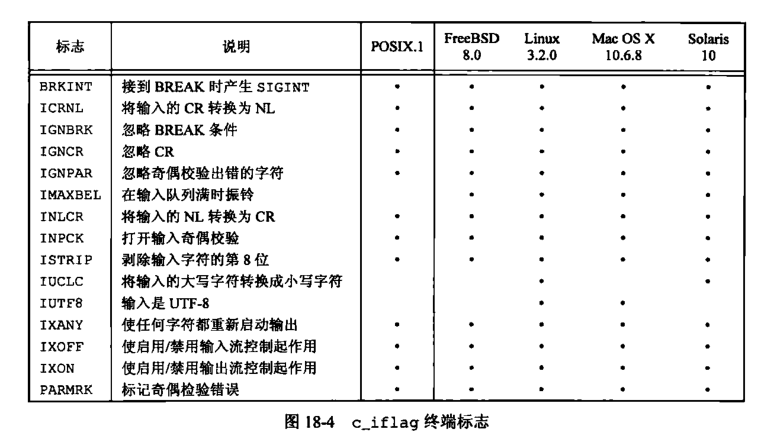 标志 说明 POSIX.1 FreeBSD 8.0 Linux 3.2.0 Mac OS X 10.6.8 Solaris 10
BRKINT 接到 BREAK 时产生 SIGINT • • • • •
ICRNL 将输入的 CR 转换为 NL • • • • •
IGNBRK 忽略 BREAK 条件 • • • • •
IGNCR 忽略 CR • • • • •
IGNPAR 忽略奇偶校验出错的字符 • • • • •
IMAXBEL 在输入队列满时振铃 • • • •
INLCR 将输入的 NL 转换为 CR • • • • •
INPCK 打开输入奇偶校验 • • • • •
ISTRIP 剥除输入字符的第 8 位 • • • • •
IUCLC 将输入的大写字符转换成小写字符 • •
IUTF8 输入是 UTF-8 • •
IXANY 使任何字符都重新启动输出 • • • • •
IXOFF 使启用/禁用输入流控制起作用 • • • • •
IXON 使启用/禁用输出流控制起作用 • • • • •
PARMRK 标记奇偶检验错误 • • • • •
图 18-4 c_iflag 终端标志